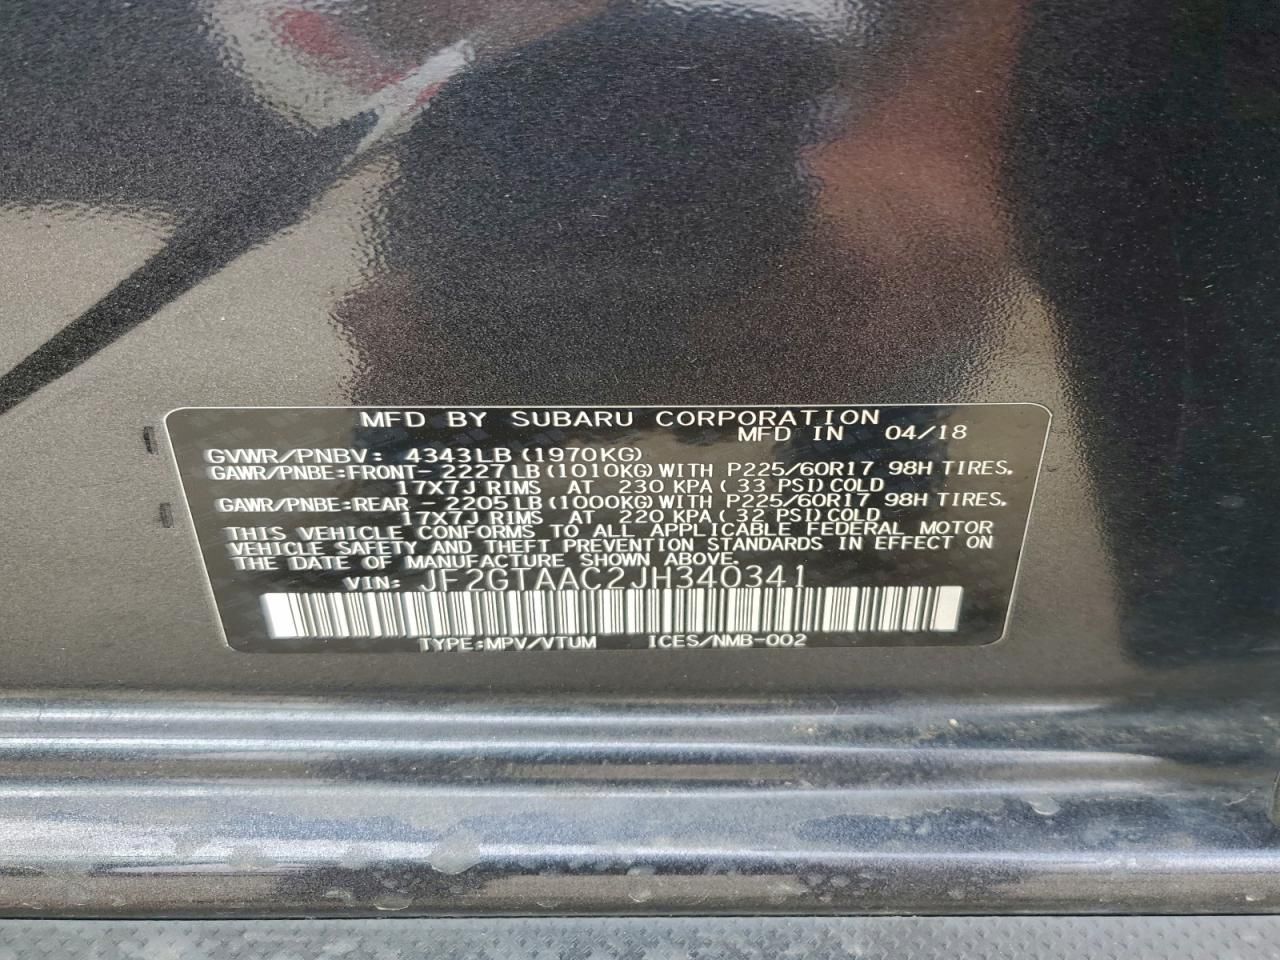 MFD BY SUBARU CORPORATION
MFD IN 04/18
GVWR/PNBV: 4343LB (1970KG)
GAWR/PNBE:FRONT- 2227LB(1010KG)WITH P225/60R17 98H TIRES,
17X7J RIMS AT 230 KPA(33 PSI)COLD
GAWR/PNBE:REAR -2205LB(1000KG)WITH P225/60R17 98H TIRES,
17X7J RIMS AT 220 KPA(32 PSI)COLD
THIS VEHICLE CONFORMS TO ALL APPLICABLE FEDERAL MOTOR
VEHICLE SAFETY AND THEFT PREVENTION STANDARDS IN EFFECT ON
THE DATE OF MANUFACTURE SHOWN ABOVE.
VIN: JF2GTAAC2JH340341
TYPE:MPV/VTUM ICES/NMB-002